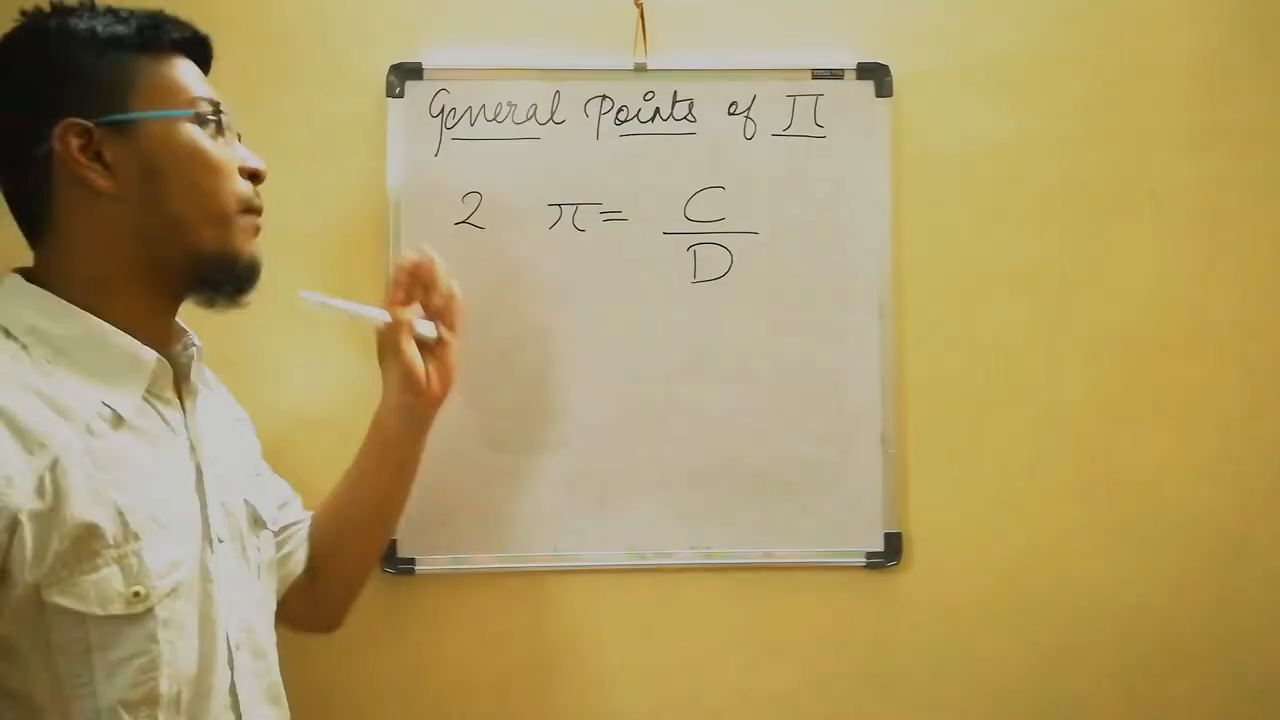 General Points of π
2 π = C
D